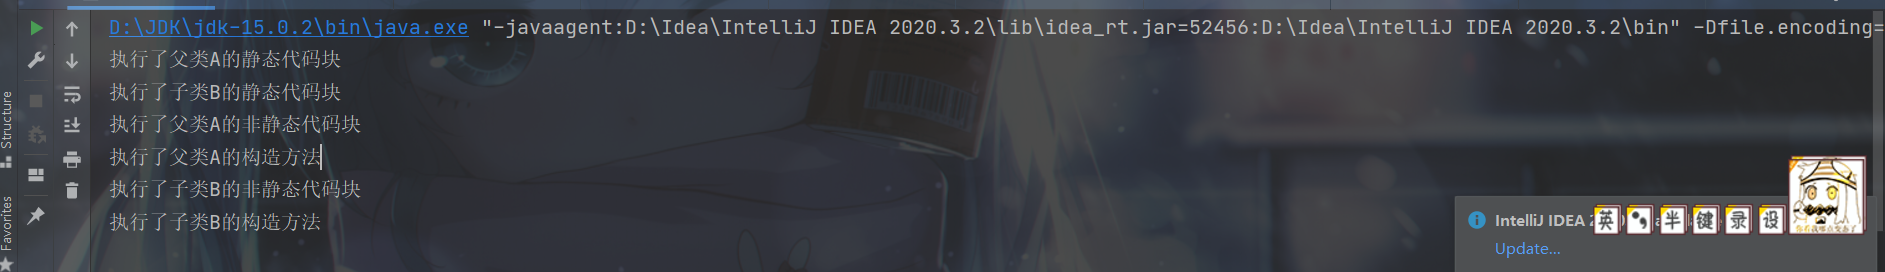 D:\JDK\jdk-15.0.2\bin\java.exe "-javaagent:D:\Idea\IntelliJ IDEA 2020.3.2\lib\idea_rt.jar=52456:D:\Idea\IntelliJ IDEA 2020.3.2\bin" -Dfile.encoding=
执行了父类A的静态代码块
执行了子类B的静态代码块
执行了父类A的非静态代码块
执行了父类A的构造方法
执行了子类B的非静态代码块
执行了子类B的构造方法
Structure
Favorites
IntelliJ IDEA 2
英 半 键 录 设
Update...